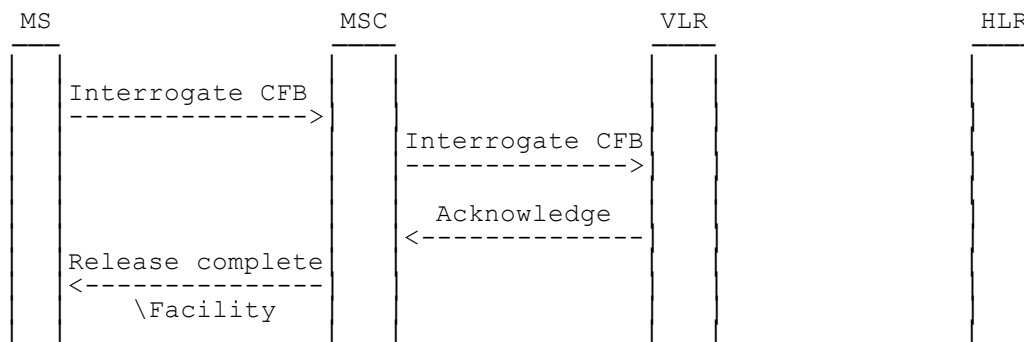 MS MSC VLR HLR
Interrogate CFB
--------------->
Interrogate CFB
-------------->
Acknowledge
<--------------
Release complete
<---------------
\Facility